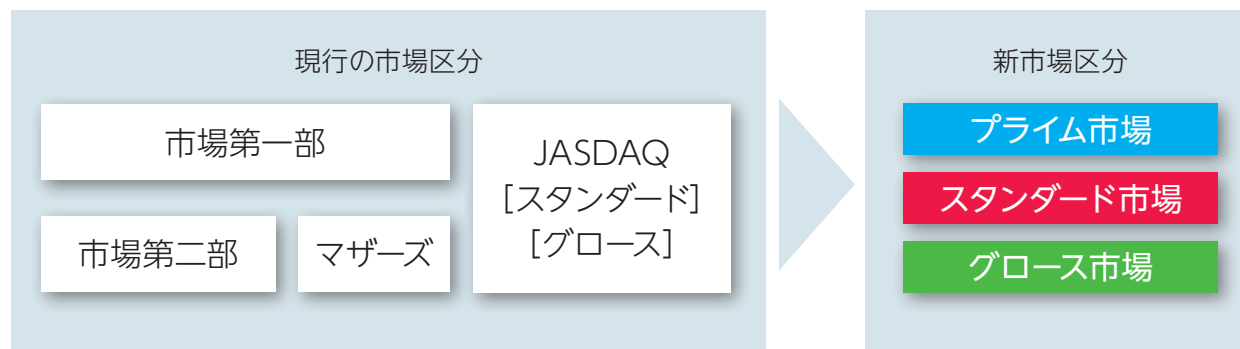 現行の市場区分
市場第一部
市場第二部
マザーズ
JASDAQ
[スタンダード]
[グロース]
新市場区分
プライム市場
スタンダード市場
グロース市場